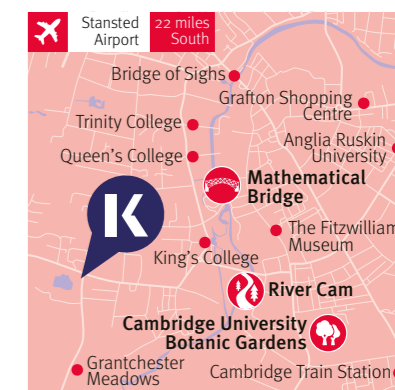 Stansted
Airport
22 miles
South
Bridge of Sighs
Grafton Shopping
Centre
Trinity College
Anglia Ruskin
University
Queen's College
Mathematical
Bridge
K
The Fitzwilliam
Museum
King's College
River Cam
Cambridge University
Botanic Gardens
Grantchester
Meadows
Cambridge Train Station